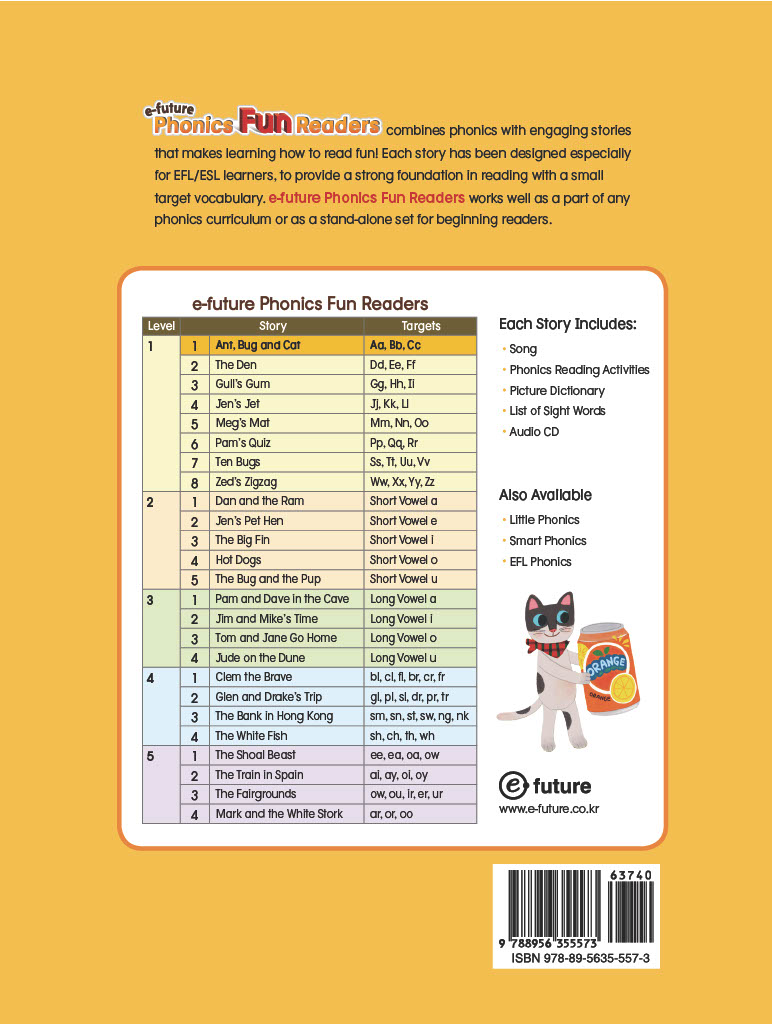 e-future
Phonics Fun Readers combines phonics with engaging stories
that makes learning how to read fun! Each story has been designed especially
for EFL/ESL learners, to provide a strong foundation in reading with a small
target vocabulary. e-future Phonics Fun Readers works well as a part of any
phonics curriculum or as a stand-alone set for beginning readers.
e-future Phonics Fun Readers
Level Story Targets
1 1 Ant, Bug and Cat Aa, Bb, Cc
2 The Den Dd, Ee, Ff
3 Gull's Gum Gg, Hh, Ii
4 Jen's Jet Jj, Kk, Ll
5 Meg's Mat Mm, Nn, Oo
6 Pam's Quiz Pp, Qq, Rr
7 Ten Bugs Ss, Tt, Uu, Vv
8 Zed's Zigzag Ww, Xx, Yy, Zz
2 1 Dan and the Ram Short Vowel a
2 Jen's Pet Hen Short Vowel e
3 The Big Fin Short Vowel i
4 Hot Dogs Short Vowel o
5 The Bug and the Pup Short Vowel u
3 1 Pam and Dave in the Cave Long Vowel a
2 Jim and Mike's Time Long Vowel i
3 Tom and Jane Go Home Long Vowel o
4 Jude on the Dune Long Vowel u
4 1 Clem the Brave bl, cl, fl, br, cr, fr
2 Glen and Drake's Trip gl, pl, sl, dr, pr, tr
3 The Bank in Hong Kong sm, sn, st, sw, ng, nk
4 The White Fish sh, ch, th, wh
5 1 The Shoal Beast ee, ea, oa, ow
2 The Train in Spain ai, ay, oi, oy
3 The Fairgrounds ow, ou, ir, er, ur
4 Mark and the White Stork ar, or, oo
Each Story Includes:
• Song
• Phonics Reading Activities
• Picture Dictionary
• List of Sight Words
• Audio CD
Also Available
• Little Phonics
• Smart Phonics
• EFL Phonics
ORANGE
ORANGE
e future
www.e-future.co.kr
63740
9 788956 355573
ISBN 978-89-5635-557-3